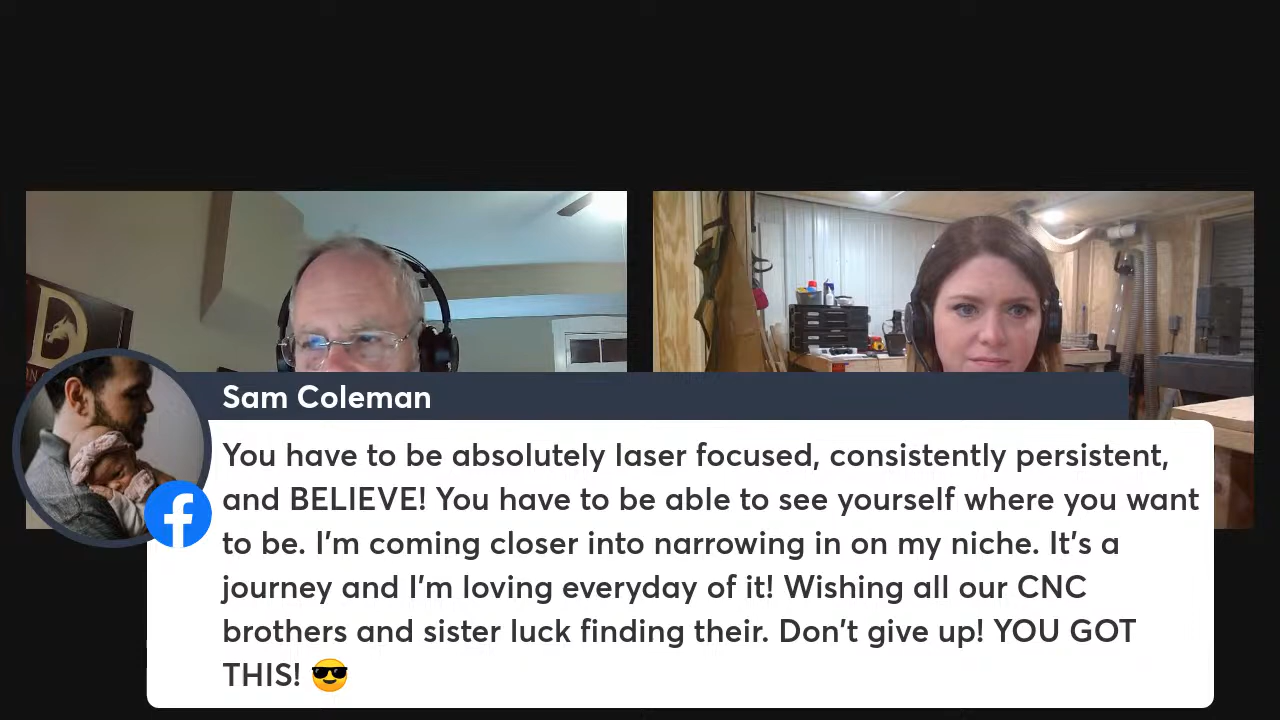 D
Sam Coleman
You have to be absolutely laser focused, consistently persistent,
and BELIEVE! You have to be able to see yourself where you want
to be. I'm coming closer into narrowing in on my niche. It's a
journey and I'm loving everyday of it! Wishing all our CNC
brothers and sister luck finding their. Don't give up! YOU GOT
THIS! 😎